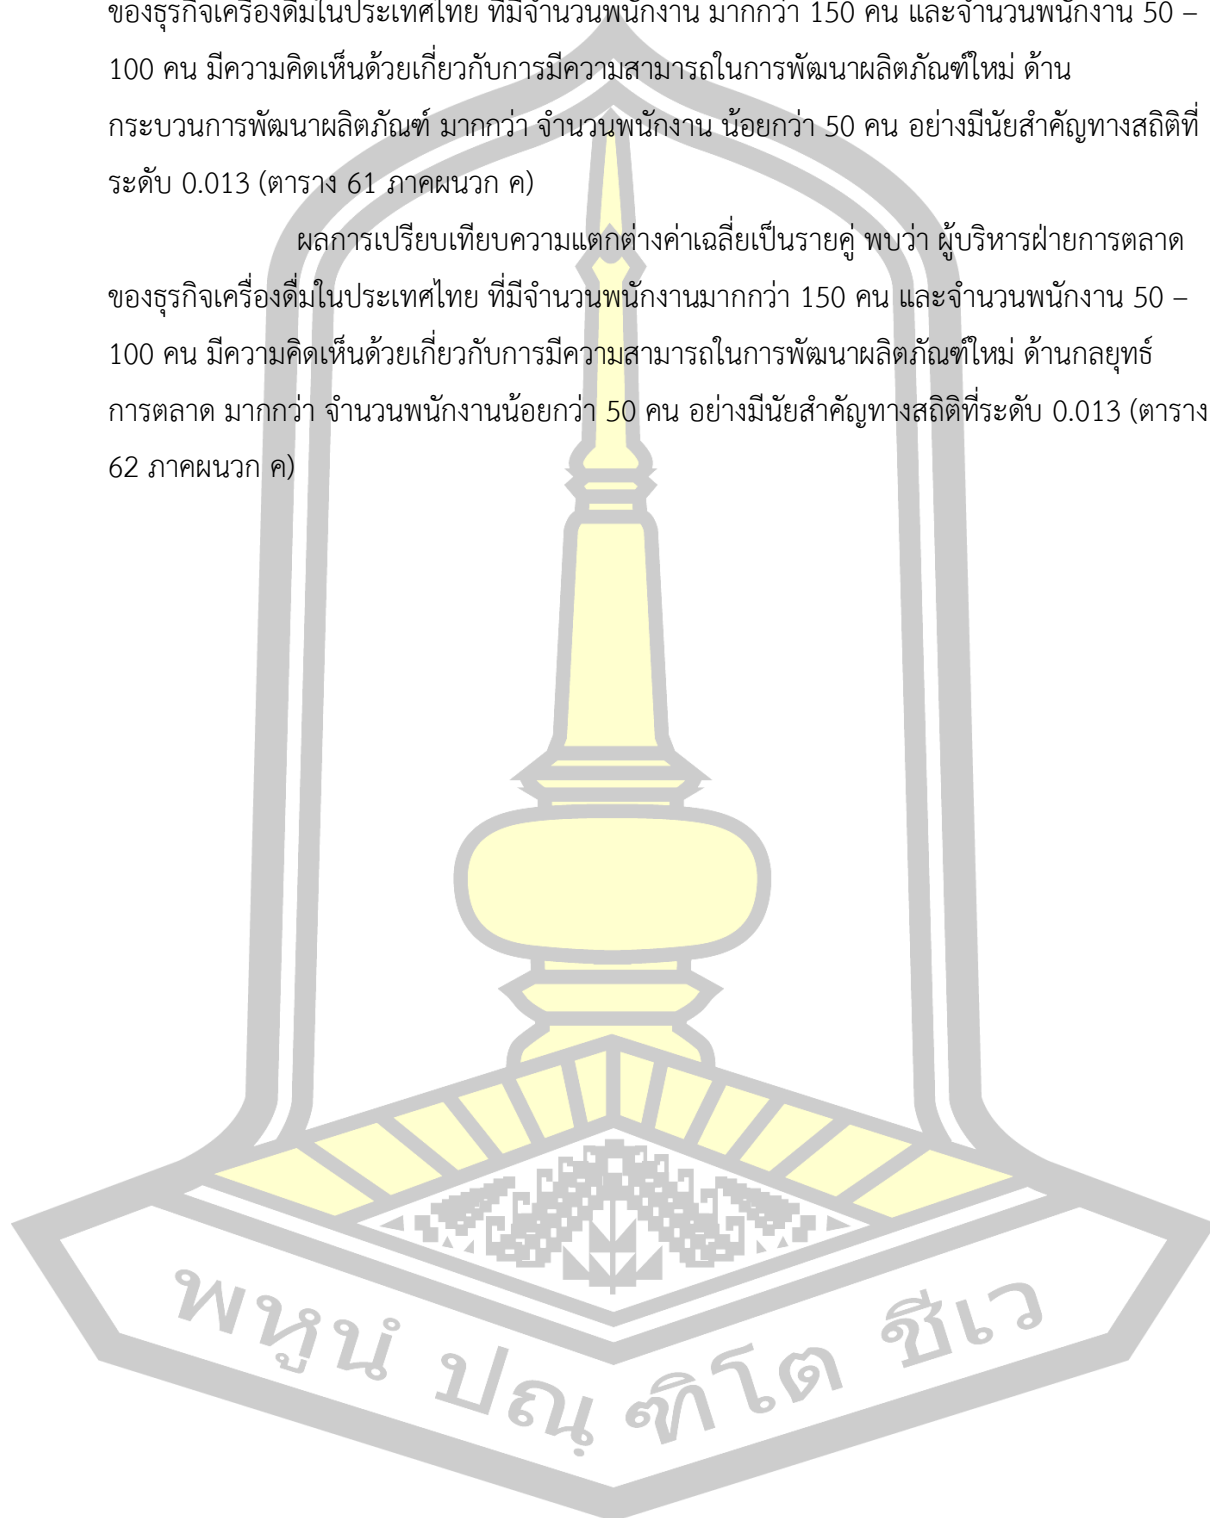 ของธุรกิจเครื่องดื่มในประเทศไทย ที่มีจำนวนพนักงาน มากกว่า 150 คน และจำนวนพนักงาน 50 –
100 คน มีความคิดเห็นด้วยเกี่ยวกับการมีความสามารถในการพัฒนาผลิตภัณฑ์ใหม่ ด้าน
กระบวนการพัฒนาผลิตภัณฑ์ มากกว่า จำนวนพนักงาน น้อยกว่า 50 คน อย่างมีนัยสำคัญทางสถิติที่
ระดับ 0.013 (ตาราง 61 ภาคผนวก ค)
ผลการเปรียบเทียบความแตกต่างค่าเฉลี่ยเป็นรายคู่ พบว่า ผู้บริหารฝ่ายการตลาด
ของธุรกิจเครื่องดื่มในประเทศไทย ที่มีจำนวนพนักงานมากกว่า 150 คน และจำนวนพนักงาน 50 –
100 คน มีความคิดเห็นด้วยเกี่ยวกับการมีความสามารถในการพัฒนาผลิตภัณฑ์ใหม่ ด้านกลยุทธ์
การตลาด มากกว่า จำนวนพนักงานน้อยกว่า 50 คน อย่างมีนัยสำคัญทางสถิติที่ระดับ 0.013 (ตาราง
62 ภาคผนวก ค)
พหูนํ ปณฺฑิโต ชีเว